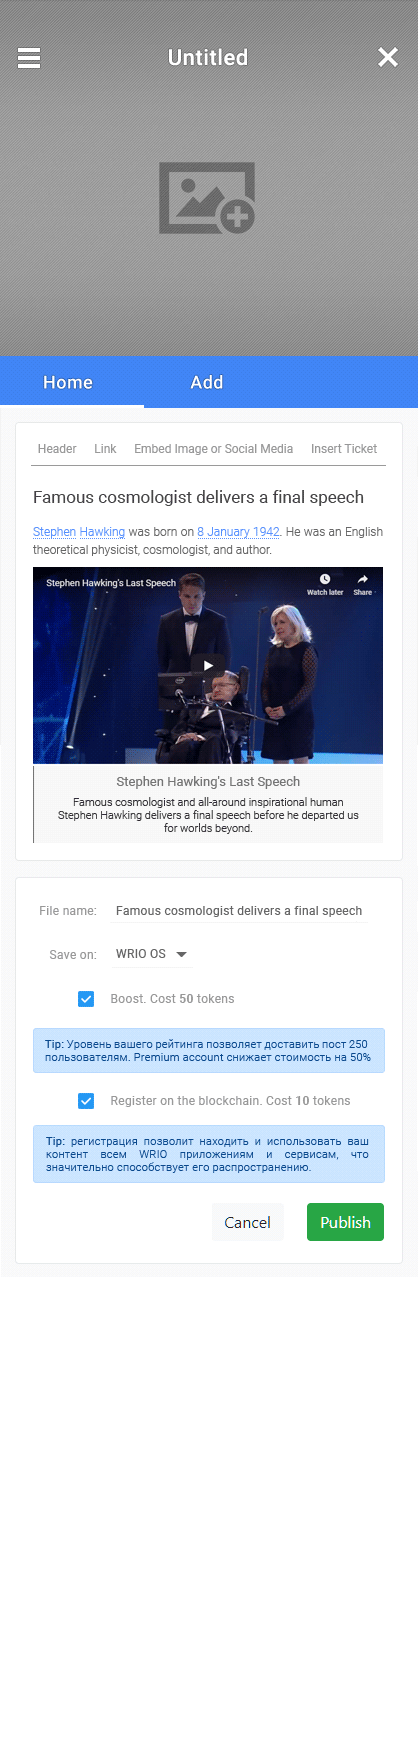 Untitled
Home Add
Header Link Embed Image or Social Media Insert Ticket
Famous cosmologist delivers a final speech
Stephen Hawking was born on 8 January 1942. He was an English
theoretical physicist, cosmologist, and author.
Stephen Hawking's Last Speech
Watch later Share
Stephen Hawking's Last Speech
Famous cosmologist and all-around inspirational human
Stephen Hawking delivers a final speech before he departed us
for worlds beyond.
File name: Famous cosmologist delivers a final speech
Save on: WRIO OS
Boost. Cost 50 tokens
Tip: Уровень вашего рейтинга позволяет доставить пост 250
пользователям. Premium account снижает стоимость на 50%
Register on the blockchain. Cost 10 tokens
Tip: регистрация позволит находить и использовать ваш
контент всем WRIO приложениям и сервисам, что
значительно способствует его распространению.
Cancel Publish